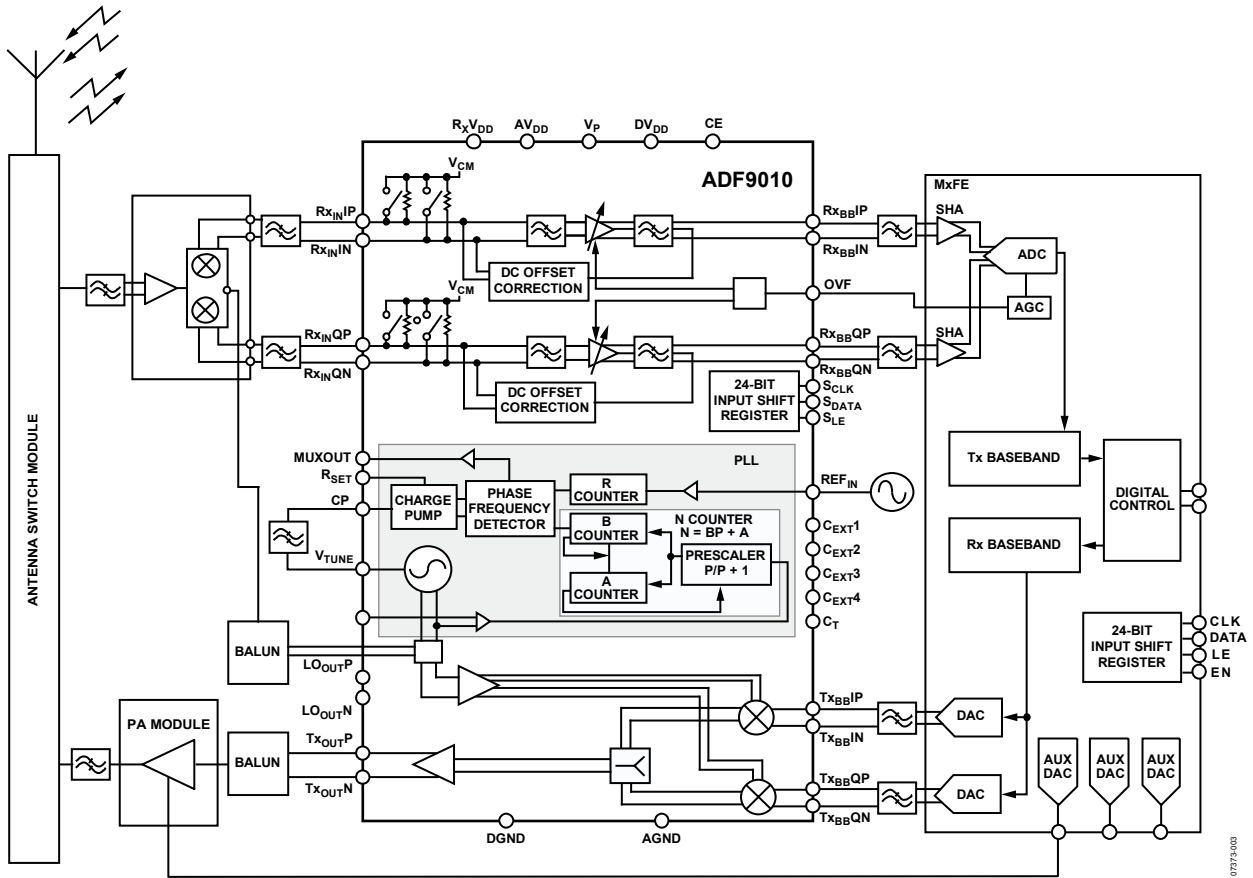 RXVDD
AVDD
VP
DVDD
CE
ADF9010
MxFE
VCM
RxINIP
RxININ
RxBBIP
RxBBIN
SHA
ADC
DC OFFSET
CORRECTION
OVF
AGC
VCM
RxINQP
RxINQN
RxBBQP
RxBBQN
SHA
DC OFFSET
CORRECTION
24-BIT
INPUT SHIFT
REGISTER
SCLK
SDATA
SLE
ANTENNA SWITCH MODULE
MUXOUT
RSET
CP
VTUNE
PLL
CHARGE
PUMP
PHASE
FREQUENCY
DETECTOR
R
COUNTER
REFIN
B
COUNTER
N COUNTER
N = BP + A
PRESCALER
P/P + 1
A
COUNTER
CEXT1
CEXT2
CEXT3
CEXT4
CT
Tx BASEBAND
DIGITAL
CONTROL
Rx BASEBAND
24-BIT
INPUT SHIFT
REGISTER
CLK
DATA
LE
EN
BALUN
LOOUTP
LOOUTN
PA MODULE
BALUN
TxOUTP
TxOUTN
TxBBIP
TxBBIN
DAC
TxBBQP
TxBBQN
DAC
AUX
DAC
AUX
DAC
AUX
DAC
DGND
AGND
07373-003